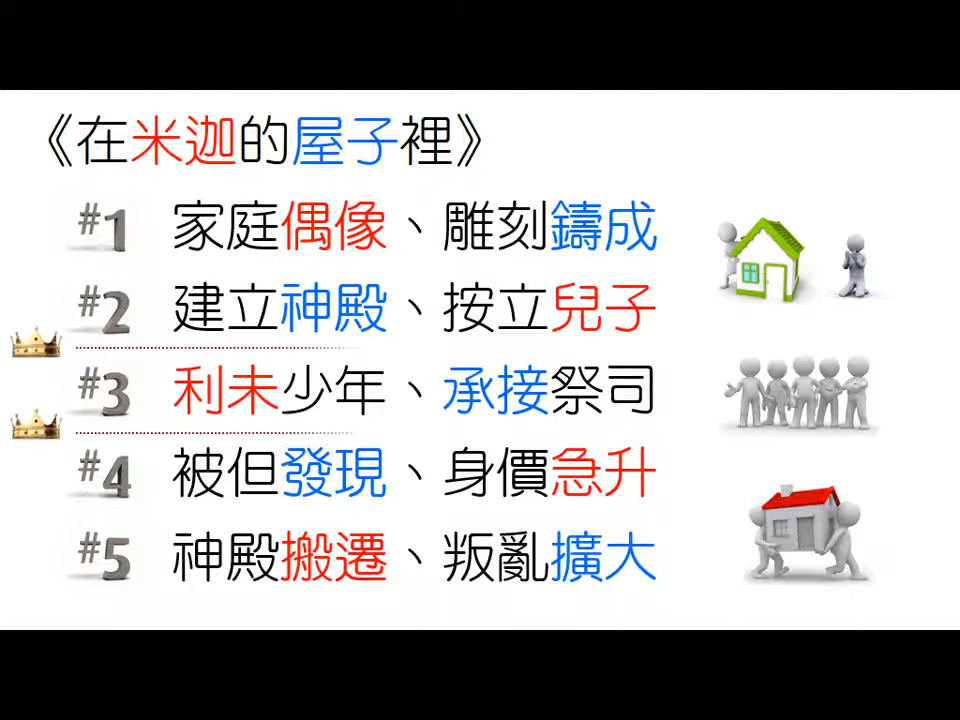 《在米迦的屋子裡》
#1 家庭偶像、雕刻鑄成
#2 建立神殿、按立兒子
#3 利未少年、承接祭司
#4 被但發現、身價急升
#5 神殿搬遷、叛亂擴大